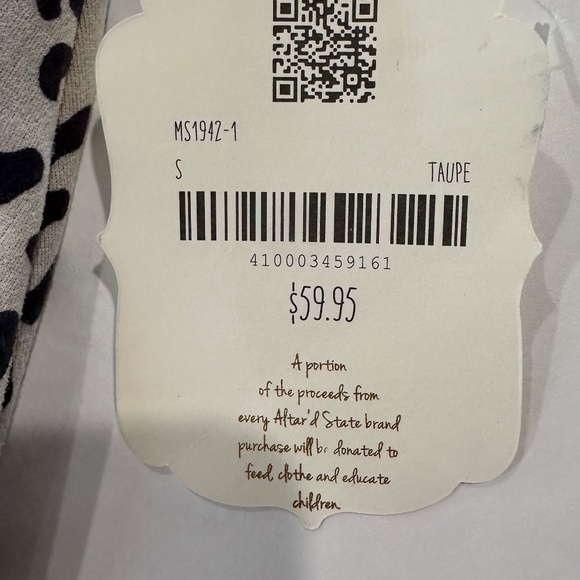 MS1942-1
S TAUPE
410003459161
$59.95
A portion
of the proceeds from
every Altar'd State brand
purchase will be donated to
feed, clothe and educate
children